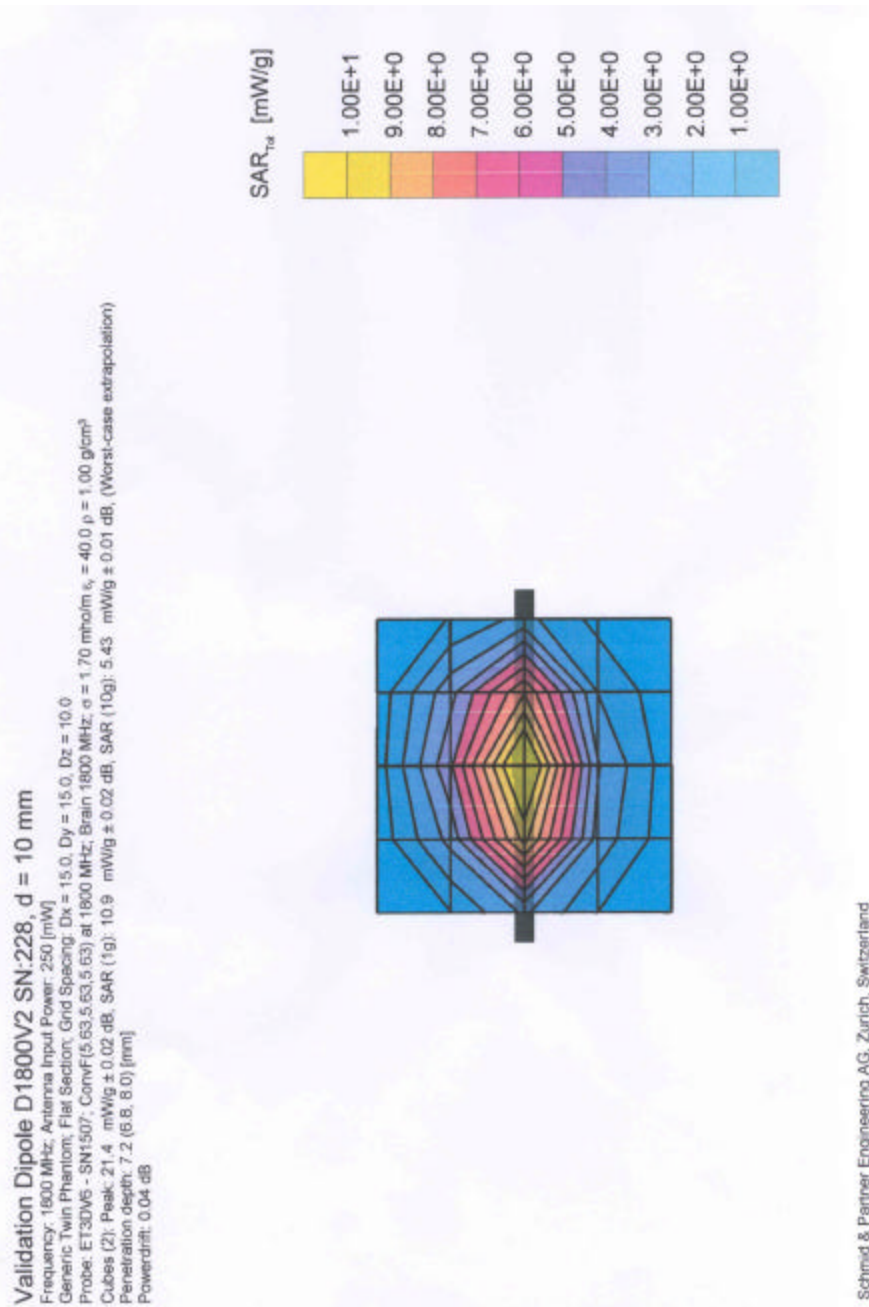 Validation Dipole D1800V2 SN:228, d = 10 mm
Frequency: 1800 MHz; Antenna Input Power: 250 [mW]
Generic Twin Phantom; Flat Section; Grid Spacing: Dx = 15.0, Dy = 15.0, Dz = 10.0
Probe: ET3DV6 - SN1507; ConvF(5.63,5.63,5.63) at 1800 MHz; Brain 1800 MHz: σ = 1.70 mho/m εr = 40.0 ρ = 1.00 g/cm³
Cubes (2): Peak: 21.4 mW/g ± 0.02 dB, SAR (1g): 10.9 mW/g ± 0.02 dB, SAR (10g): 5.43 mW/g ± 0.01 dB, (Worst-case extrapolation)
Penetration depth: 7.2 (6.8, 8.0) [mm]
Powerdrift: 0.04 dB
SARTot [mW/g]
1.00E+1
9.00E+0
8.00E+0
7.00E+0
6.00E+0
5.00E+0
4.00E+0
3.00E+0
2.00E+0
1.00E+0
Schmid & Partner Engineering AG, Zurich, Switzerland